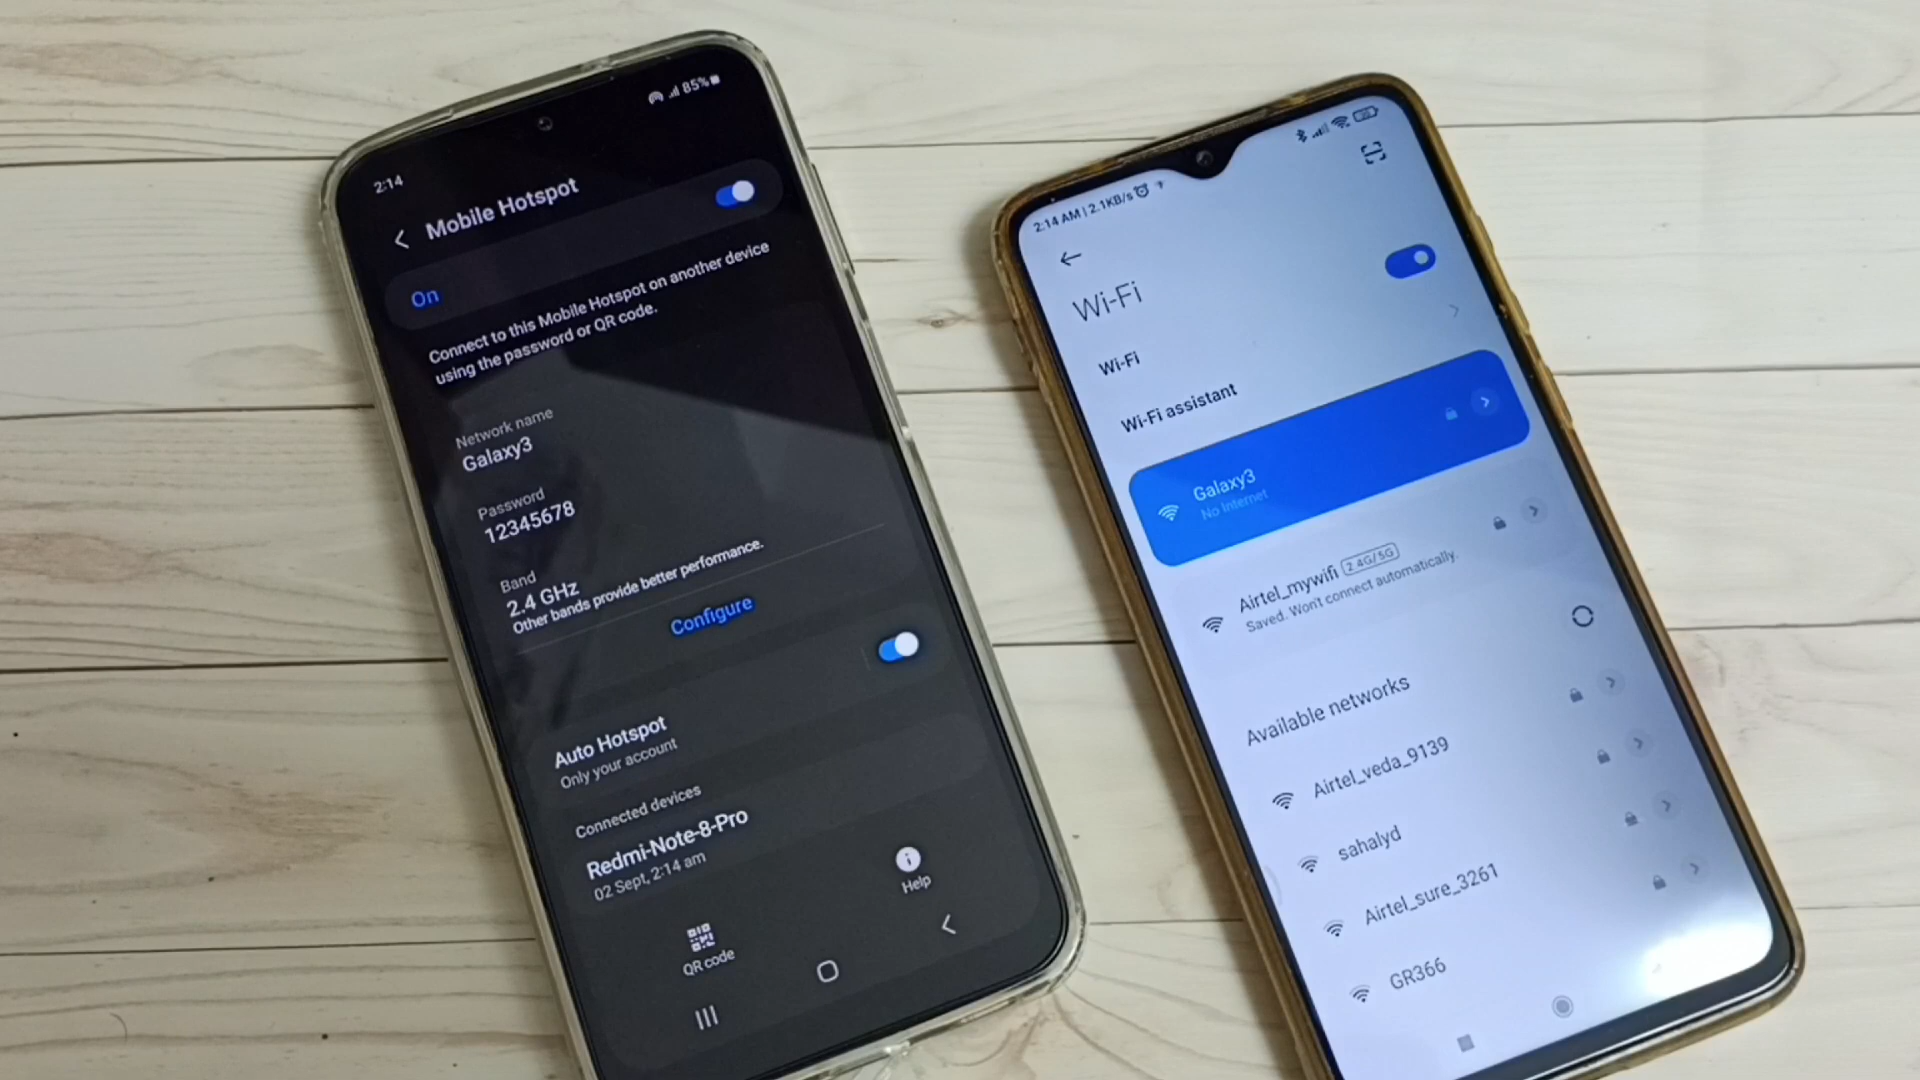 85%
2:14
Mobile Hotspot
On
Connect to this Mobile Hotspot on another device
using the password or QR code.
Network name
Galaxy3
Password
12345678
Band
2.4 GHz
Other bands provide better performance.
Configure
Auto Hotspot
Only your account
Connected devices
Redmi-Note-8-Pro
02 Sept, 2:14 am
QR code
Help
2:14 AM | 2.1KB/s
Wi-Fi
Wi-Fi
Wi-Fi assistant
Galaxy3
No Internet
Airtel_mywifi 2.4G/5G
Saved. Won't connect automatically.
Available networks
Airtel_veda_9139
sahalyd
Airtel_sure_3261
GR366